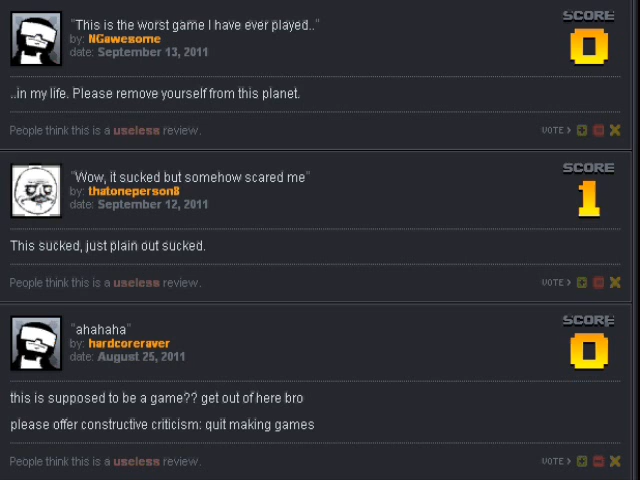 "This is the worst game I have ever played.."
SCORE
0
by: NGawesome
date: September 13, 2011
..in my life. Please remove yourself from this planet.
People think this is a useless review.
VOTE >
"Wow, it sucked but somehow scared me"
SCORE
1
by: thatoneperson8
date: September 12, 2011
This sucked, just plain out sucked.
People think this is a useless review.
VOTE >
"ahahaha"
SCORE
0
by: hardcoreraver
date: August 25, 2011
this is supposed to be a game?? get out of here bro
please offer constructive criticism: quit making games
People think this is a useless review.
VOTE >